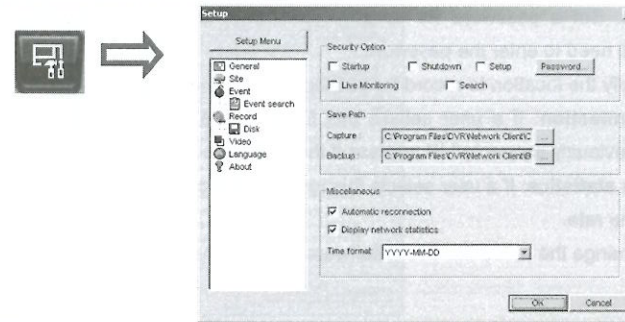 Setup
Setup Menu
General
Site
Event
Event search
Record
Disk
Video
Language
About
Security Option
Startup
Shutdown
Setup
Password...
Live Monitoring
Search
Save Path
Capture
C:\Program Files\DVR\Network Client\C
...
Backup
C:\Program Files\DVR\Network Client\B
...
Miscellaneous
Automatic reconnection
Display network statistics
Time format
YYYY-MM-DD
OK
Cancel